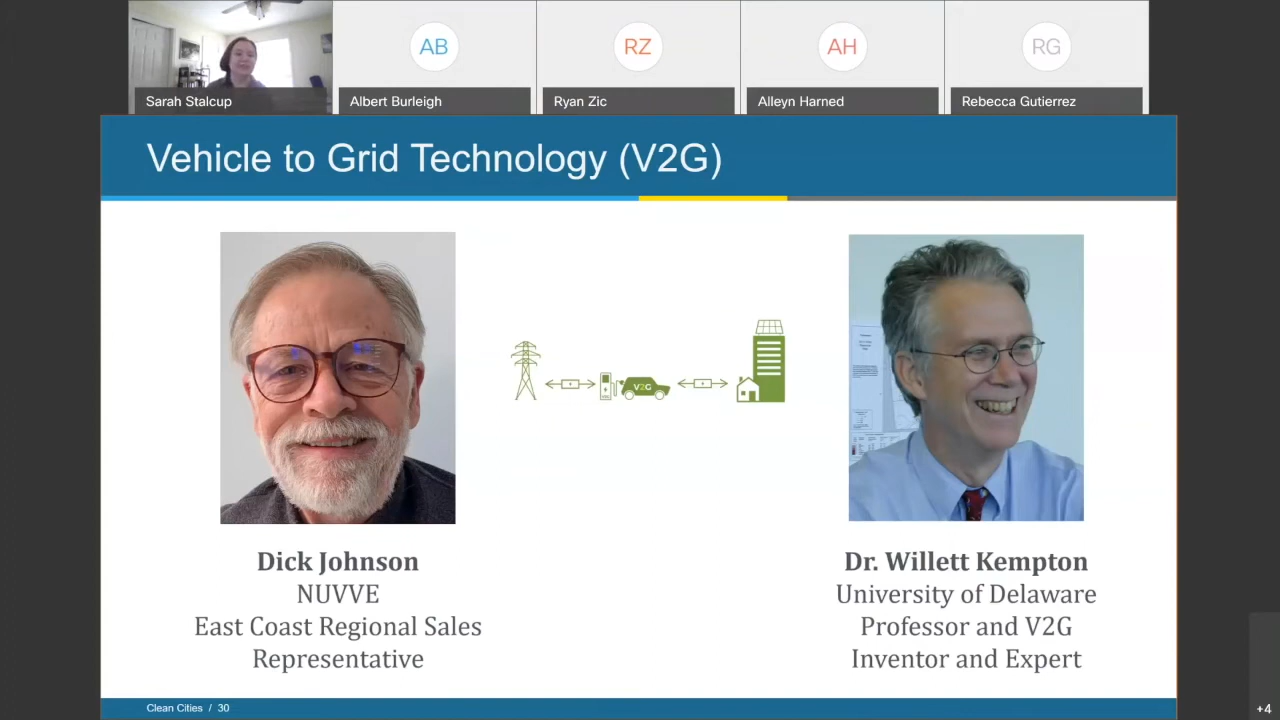 AB
RZ
AH
RG
Sarah Stalcup
Albert Burleigh
Ryan Zic
Alleyn Harned
Rebecca Gutierrez
Vehicle to Grid Technology (V2G)
V2G
Dick Johnson
NUVVE
East Coast Regional Sales
Representative
Dr. Willett Kempton
University of Delaware
Professor and V2G
Inventor and Expert
Clean Cities / 30
+4